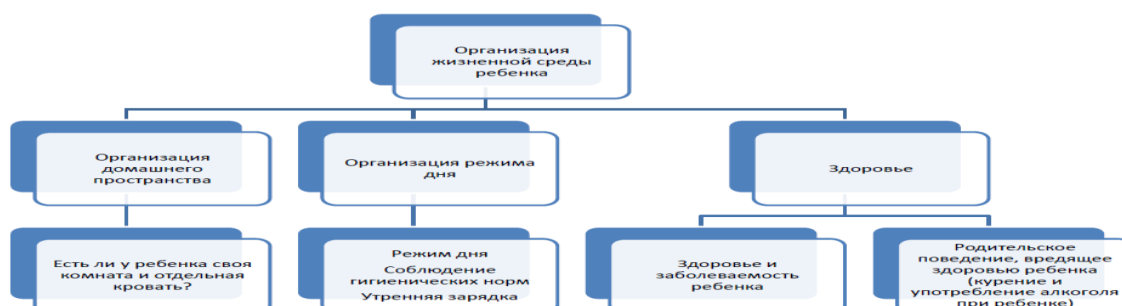 Организация
жизненной среды
ребенка
Организация
домашнего
пространства
Организация режима
дня
Здоровье
Есть ли у ребенка своя
комната и отдельная
кровать?
Режим дня
Соблюдение
гигиенических норм
Утренняя зарядка
Здоровье и
заболеваемость
ребенка
Родительское
поведение, вредящее
здоровью ребенка
(курение и
употребление алкоголя
при ребенке)